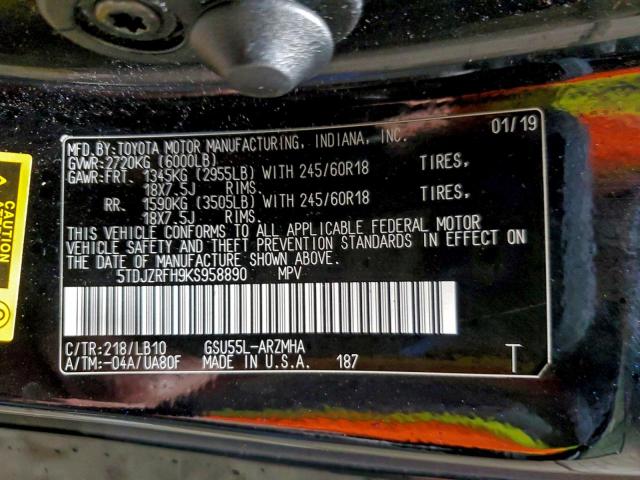 MFD. BY: TOYOTA MOTOR MANUFACTURING, INDIANA, INC. 01/19
GVWR: 2720KG (6000LB)
GAWR: FRT. 1345KG (2955LB) WITH 245/60R18 TIRES,
18X7.5J RIMS.
RR. 1590KG (3505LB) WITH 245/60R18 TIRES,
18X7.5J RIMS.
THIS VEHICLE CONFORMS TO ALL APPLICABLE FEDERAL MOTOR
VEHICLE SAFETY AND THEFT PREVENTION STANDARDS IN EFFECT ON
THE DATE OF MANUFACTURE SHOWN ABOVE.
5TDJZRFH9KS958890 MPV
C/TR: 218/LB10 GSU55L-ARZMHA
A/TM: -04A/UA80F MADE IN U.S.A. 187 T
CAUTION